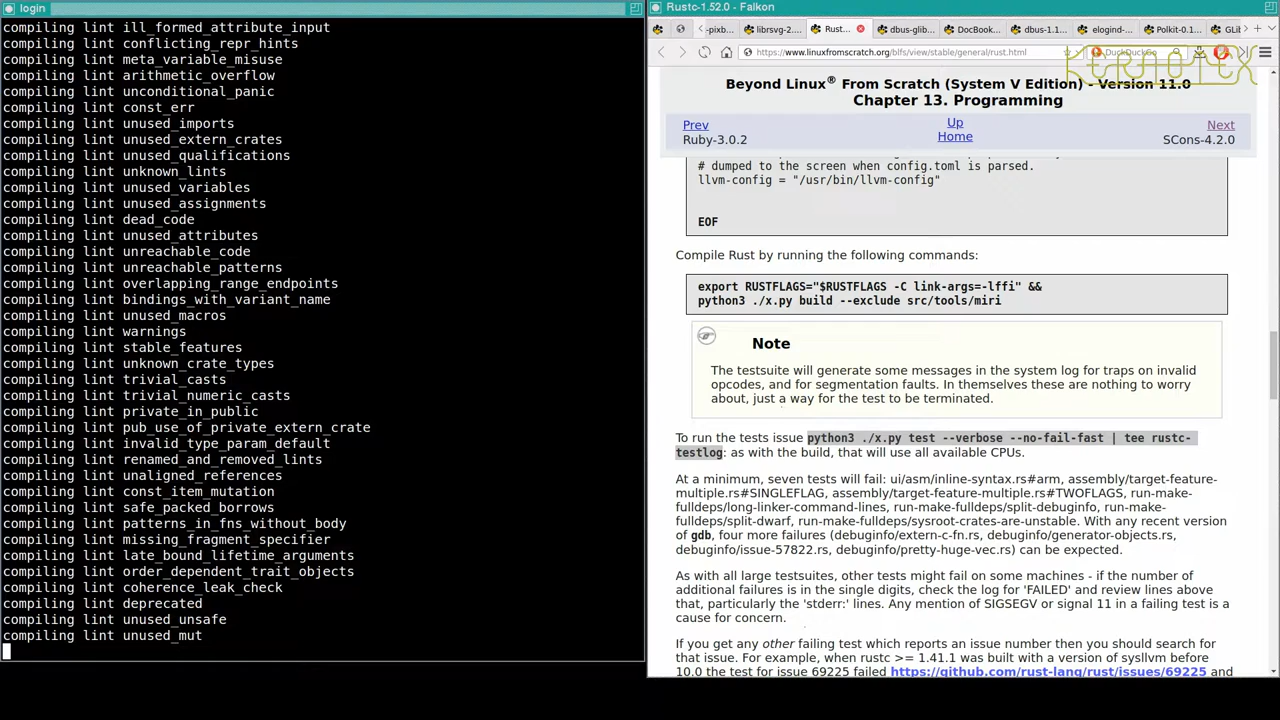 login
compiling lint ill_formed_attribute_input
compiling lint conflicting_repr_hints
compiling lint meta_variable_misuse
compiling lint arithmetic_overflow
compiling lint unconditional_panic
compiling lint const_err
compiling lint unused_imports
compiling lint unused_extern_crates
compiling lint unused_qualifications
compiling lint unknown_lints
compiling lint unused_variables
compiling lint unused_assignments
compiling lint dead_code
compiling lint unused_attributes
compiling lint unreachable_code
compiling lint unreachable_patterns
compiling lint overlapping_range_endpoints
compiling lint bindings_with_variant_name
compiling lint unused_macros
compiling lint warnings
compiling lint stable_features
compiling lint unknown_crate_types
compiling lint trivial_casts
compiling lint trivial_numeric_casts
compiling lint private_in_public
compiling lint pub_use_of_private_extern_crate
compiling lint invalid_type_param_default
compiling lint renamed_and_removed_lints
compiling lint unaligned_references
compiling lint const_item_mutation
compiling lint safe_packed_borrows
compiling lint patterns_in_fns_without_body
compiling lint missing_fragment_specifier
compiling lint late_bound_lifetime_arguments
compiling lint order_dependent_trait_objects
compiling lint coherence_leak_check
compiling lint deprecated
compiling lint unused_unsafe
compiling lint unused_mut
Rustc-1.52.0 - Falkon
-pixb... librsvg-2... Rust... dbus-glib... DocBook... dbus-1.1... elogind-... Polkit-0.1... GLi
https://www.linuxfromscratch.org/blfs/view/stable/general/rust.html DuckDuckGo
KERNOTEX
Beyond Linux® From Scratch (System V Edition) - Version 11.0
Chapter 13. Programming
Prev Up Next
Ruby-3.0.2 Home SCons-4.2.0
# dumped to the screen when config.toml is parsed.
llvm-config = "/usr/bin/llvm-config"
EOF
Compile Rust by running the following commands:
export RUSTFLAGS="$RUSTFLAGS -C link-args=-lffi" &&
python3 ./x.py build --exclude src/tools/miri
Note
The testsuite will generate some messages in the system log for traps on invalid
opcodes, and for segmentation faults. In themselves these are nothing to worry
about, just a way for the test to be terminated.
To run the tests issue python3 ./x.py test --verbose --no-fail-fast | tee rustc-
testlog: as with the build, that will use all available CPUs.
At a minimum, seven tests will fail: ui/asm/inline-syntax.rs#arm, assembly/target-feature-
multiple.rs#SINGLEFLAG, assembly/target-feature-multiple.rs#TWOFLAGS, run-make-
fulldeps/long-linker-command-lines, run-make-fulldeps/split-debuginfo, run-make-
fulldeps/split-dwarf, run-make-fulldeps/sysroot-crates-are-unstable. With any recent version
of gdb, four more failures (debuginfo/extern-c-fn.rs, debuginfo/generator-objects.rs,
debuginfo/issue-57822.rs, debuginfo/pretty-huge-vec.rs) can be expected.
As with all large testsuites, other tests might fail on some machines - if the number of
additional failures is in the single digits, check the log for 'FAILED' and review lines above
that, particularly the 'stderr:' lines. Any mention of SIGSEGV or signal 11 in a failing test is a
cause for concern.
If you get any other failing test which reports an issue number then you should search for
that issue. For example, when rustc >= 1.41.1 was built with a version of sysllvm before
10.0 the test for issue 69225 failed https://github.com/rust-lang/rust/issues/69225 and